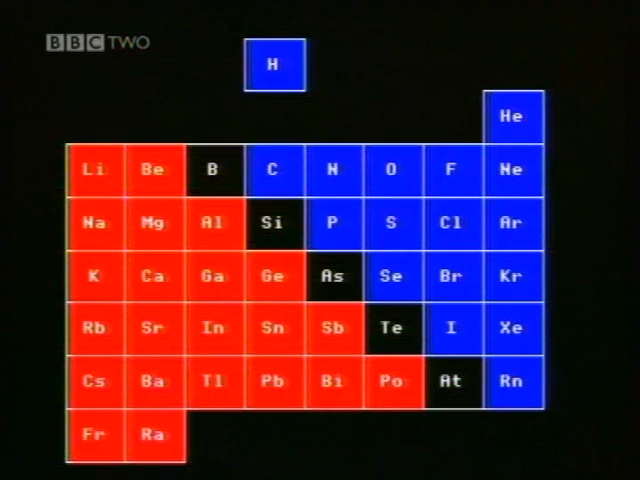 BBC TWO
H
He
Li Be B C N O F Ne
Na Mg Al Si P S Cl Ar
K Ca Ga Ge As Se Br Kr
Rb Sr In Sn Sb Te I Xe
Cs Ba Tl Pb Bi Po At Rn
Fr Ra